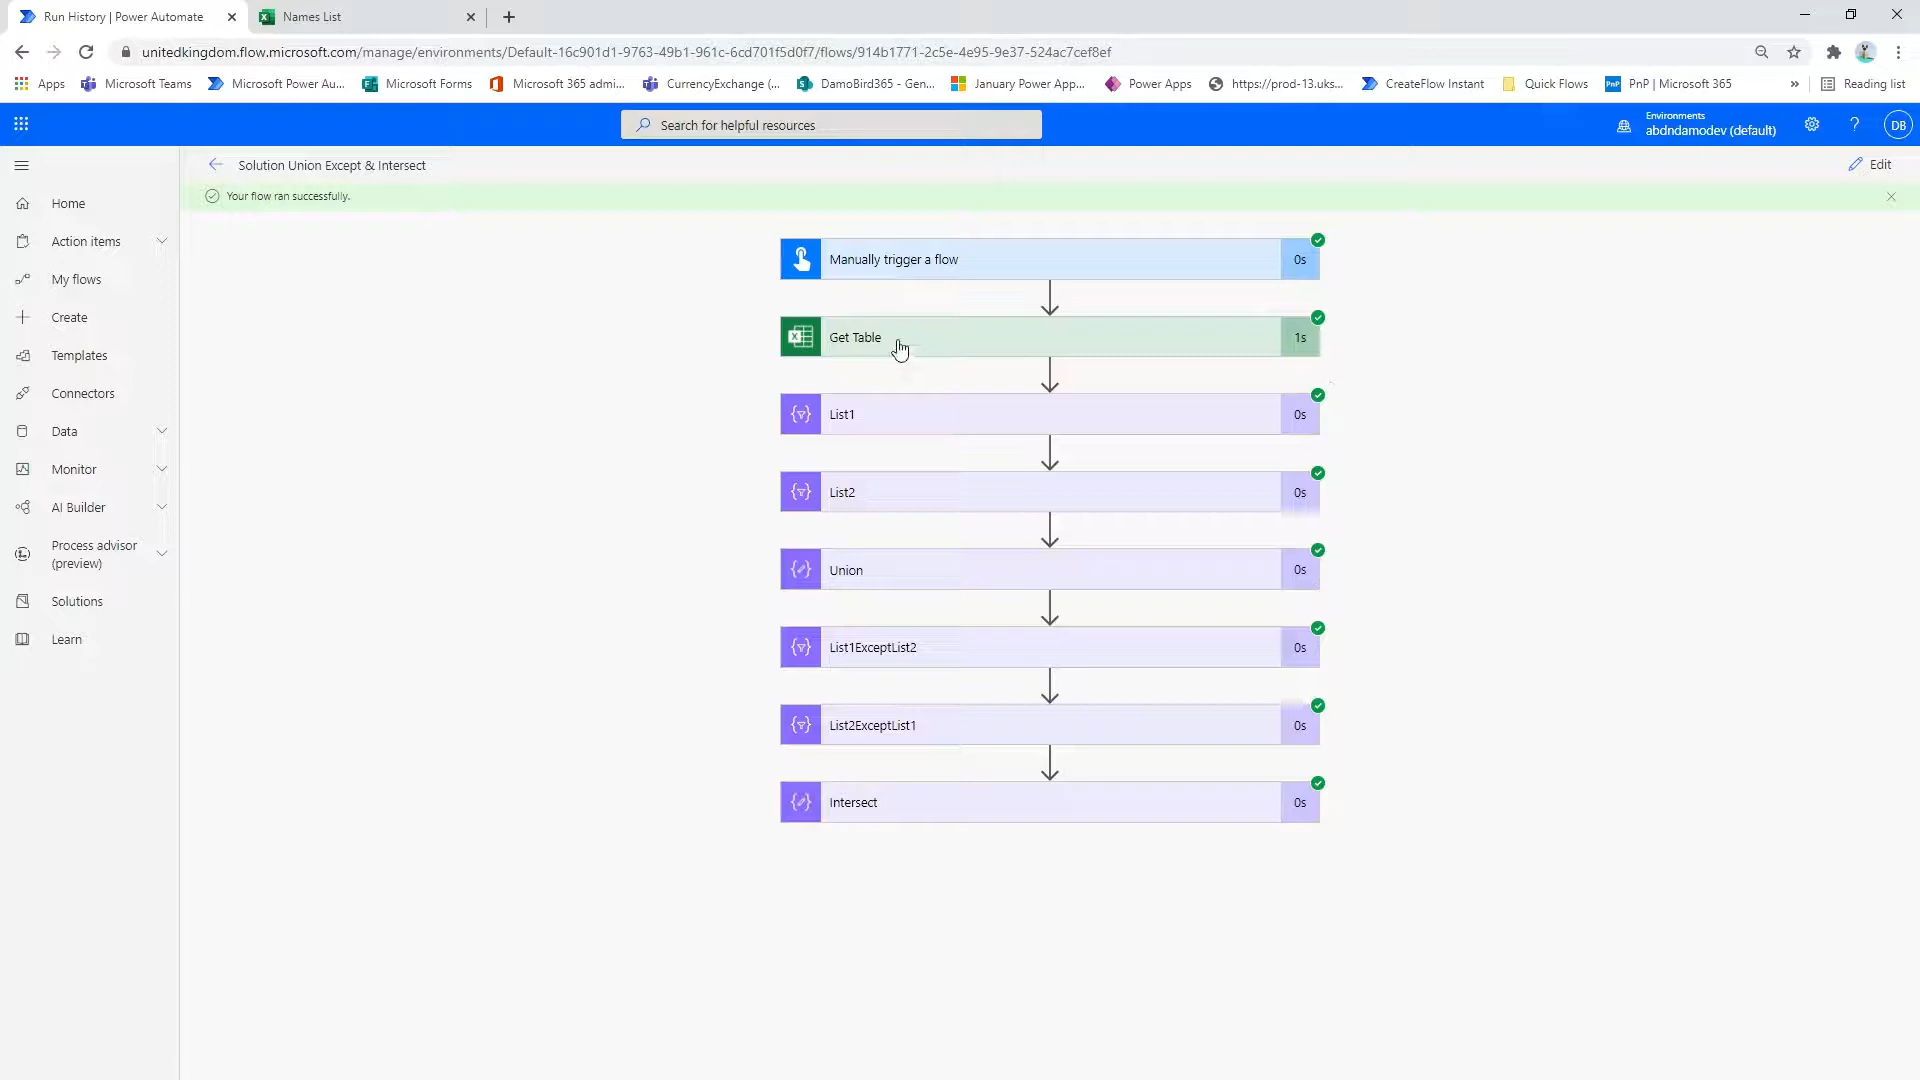 Run History | Power Automate
Names List
unitedkingdom.flow.microsoft.com/manage/environments/Default-16c901d1-9763-49b1-961c-6cd701f5d0f7/flows/914b1771-2c5e-4e95-9e37-524ac7cef8ef
Apps
Microsoft Teams
Microsoft Power Au...
Microsoft Forms
Microsoft 365 admi...
CurrencyExchange (...
DamoBird365 - Gen...
January Power App...
Power Apps
https://prod-13.uks...
CreateFlow Instant
Quick Flows
PnP | Microsoft 365
Reading list
Search for helpful resources
Environments
abdndamodev (default)
?
DB
Solution Union Except & Intersect
Edit
Your flow ran successfully.
Home
Action items
My flows
Create
Templates
Connectors
Data
Monitor
AI Builder
Process advisor
(preview)
Solutions
Learn
Manually trigger a flow
0s
Get Table
1s
List1
0s
List2
0s
Union
0s
List1ExceptList2
0s
List2ExceptList1
0s
Intersect
0s